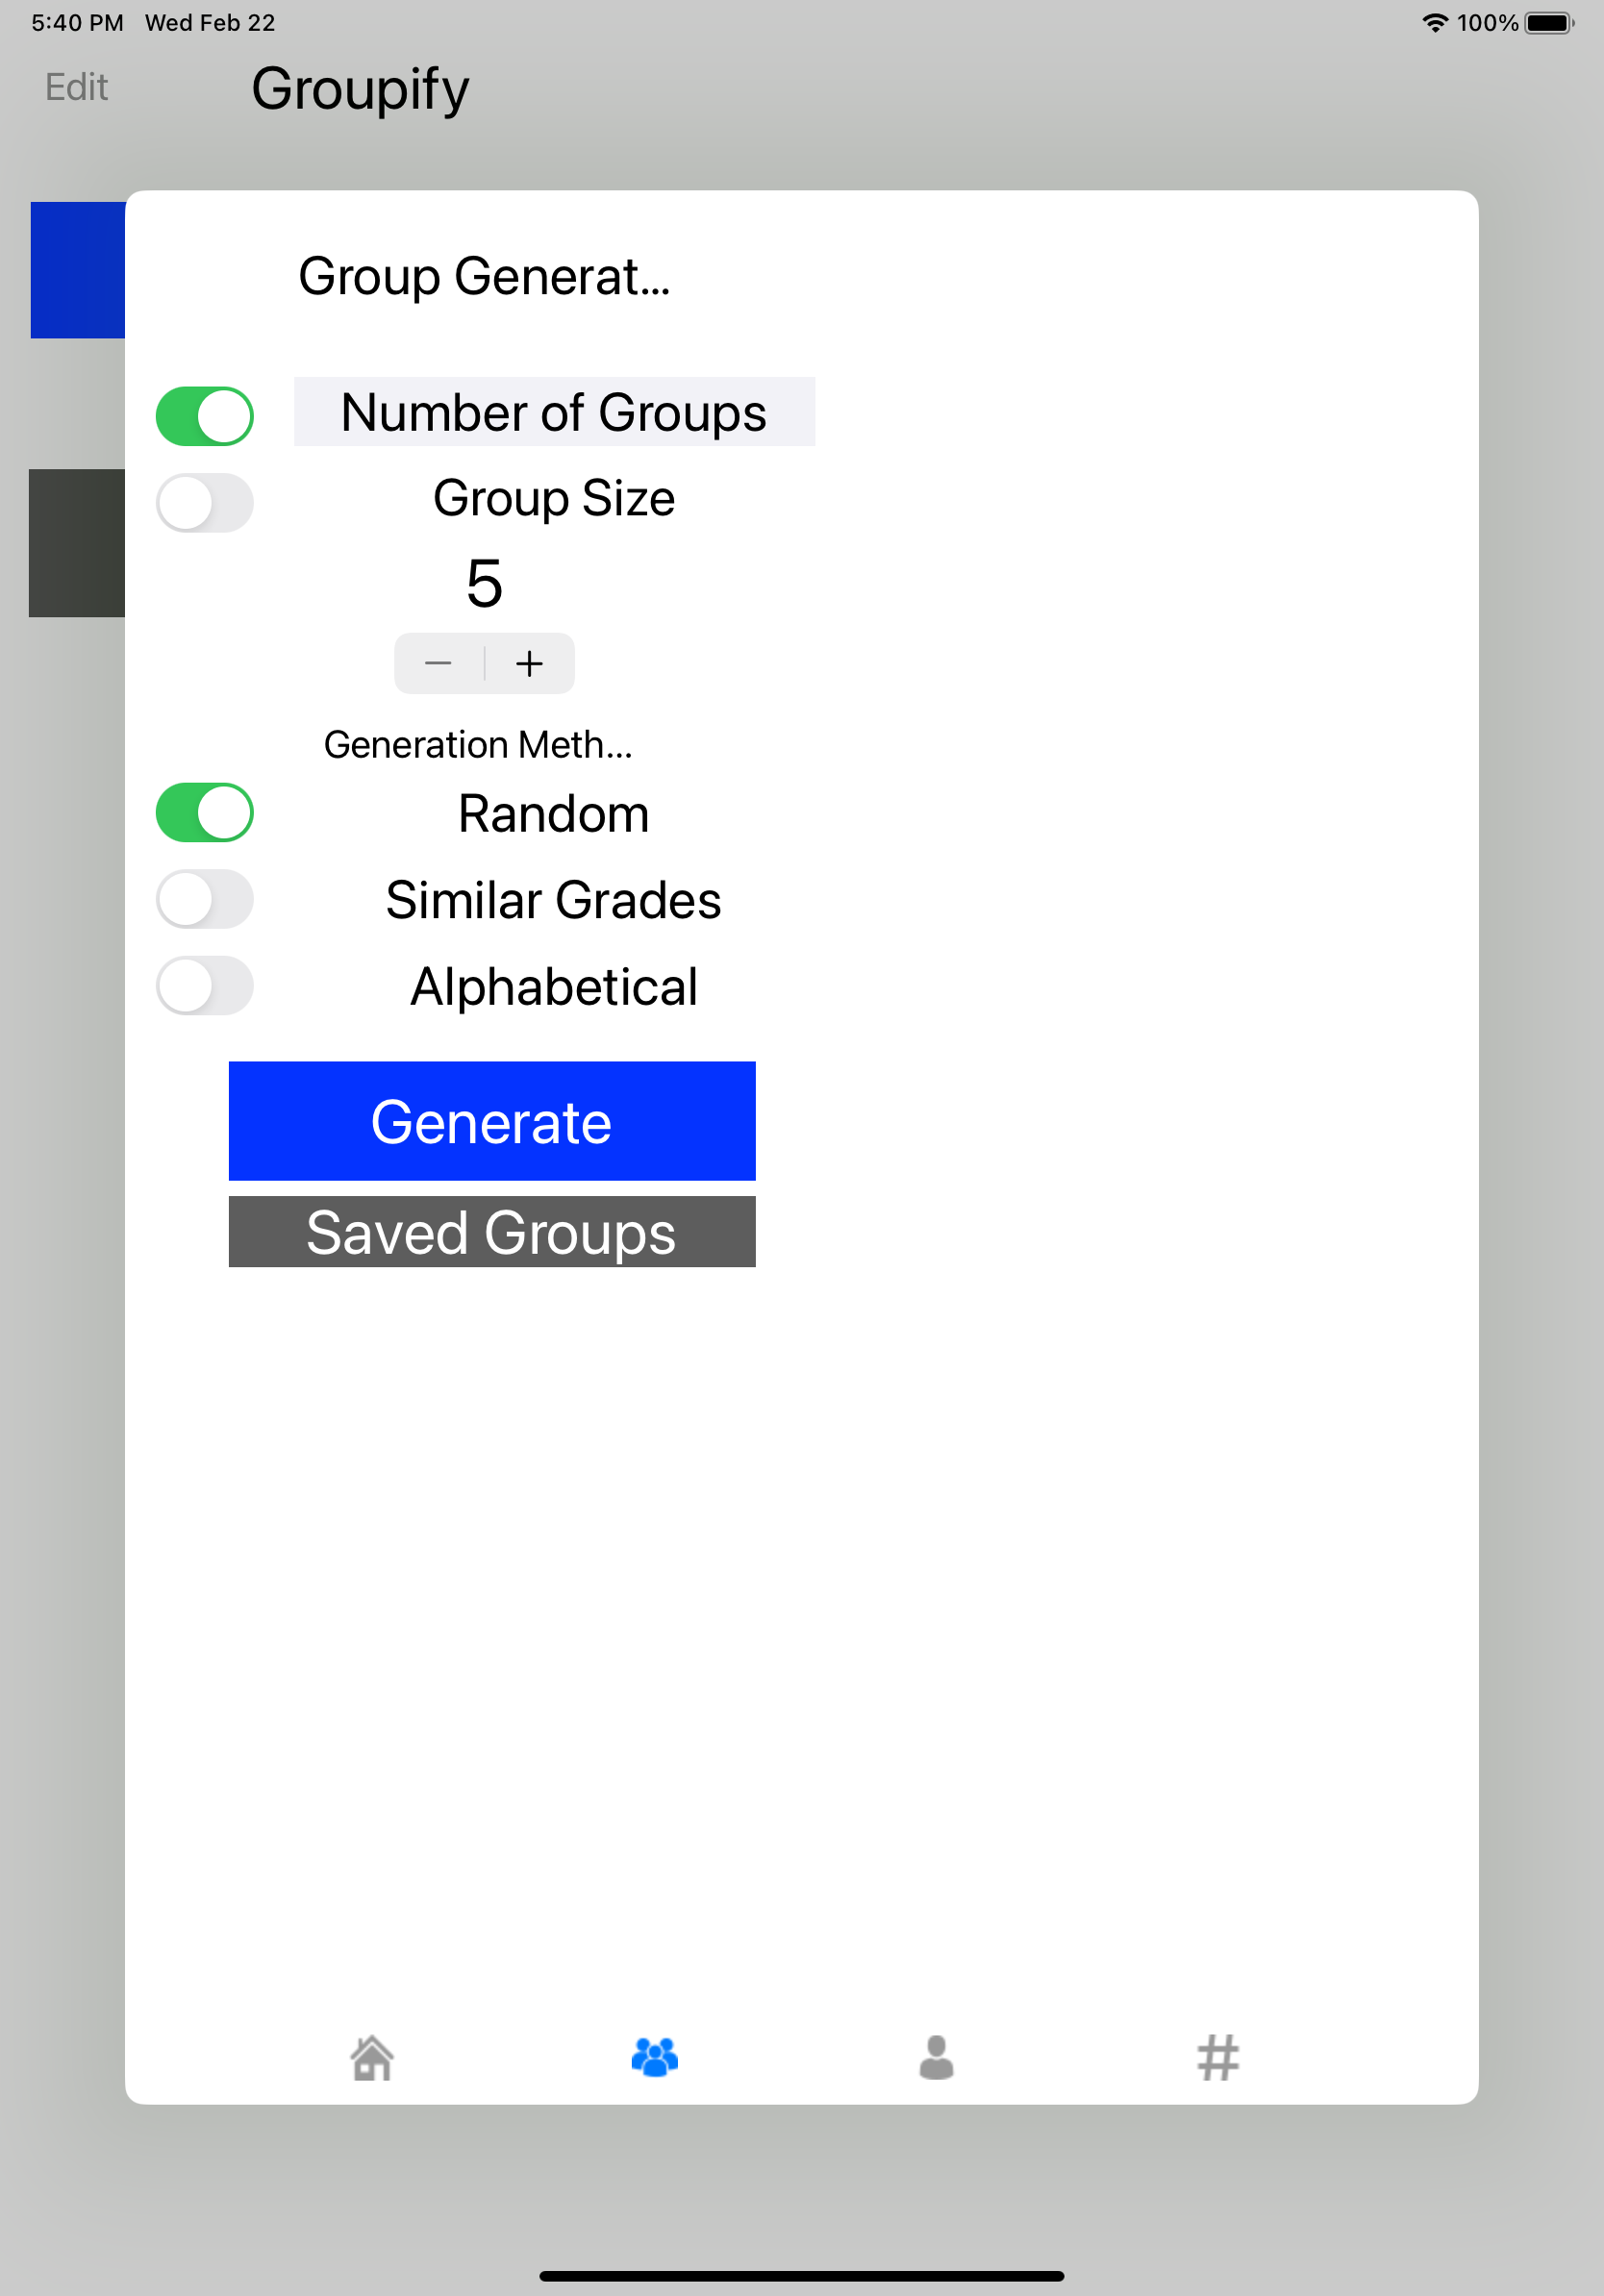 5:40 PM Wed Feb 22 100%
Edit Groupify
Group Generat...
Number of Groups
Group Size
5
Generation Meth...
Random
Similar Grades
Alphabetical
Generate
Saved Groups